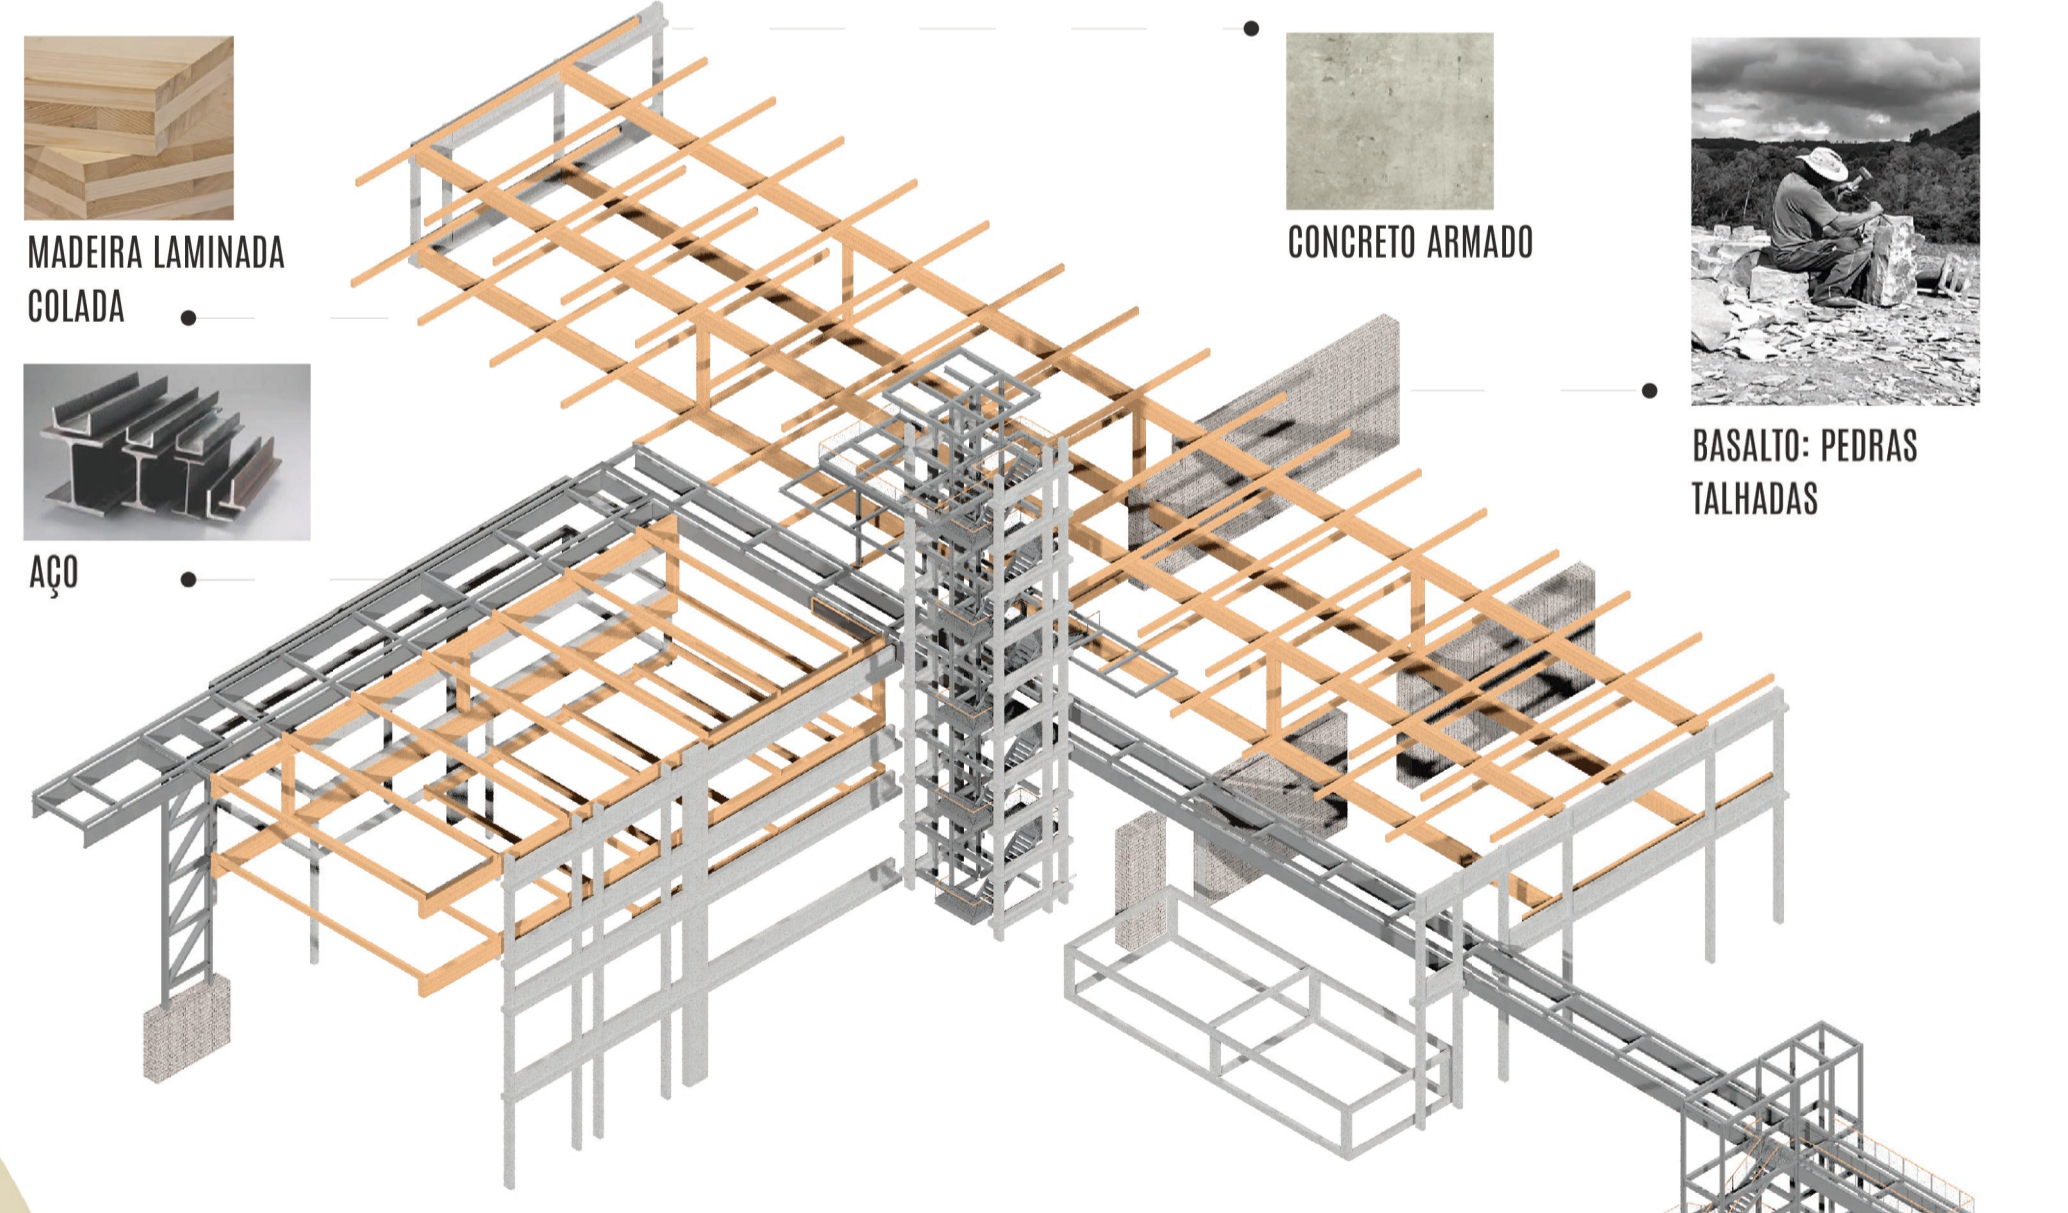 MADEIRA LAMINADA
COLADA
AÇO
CONCRETO ARMADO
BASALTO: PEDRAS
TALHADAS